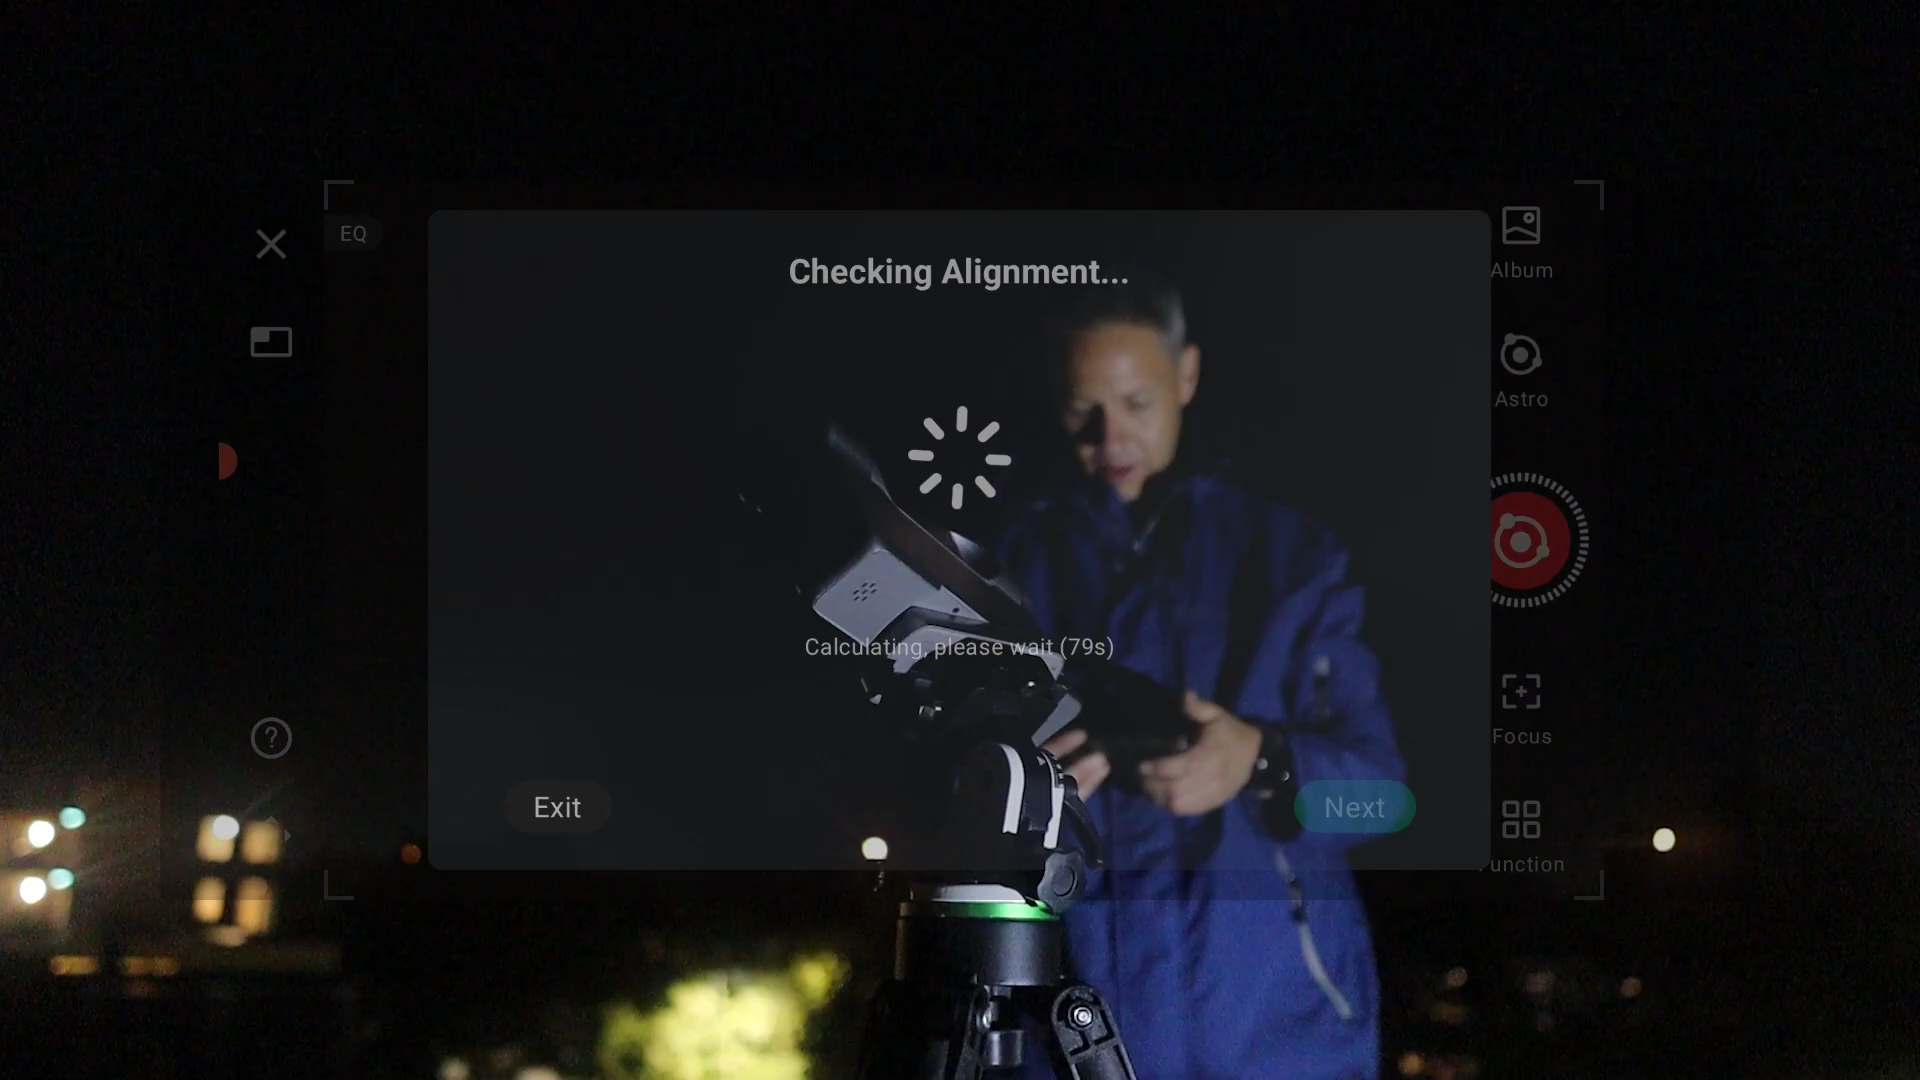 EQ
Checking Alignment...
Album
Astro
Calculating, please wait (79s)
Focus
Exit
Next
unction